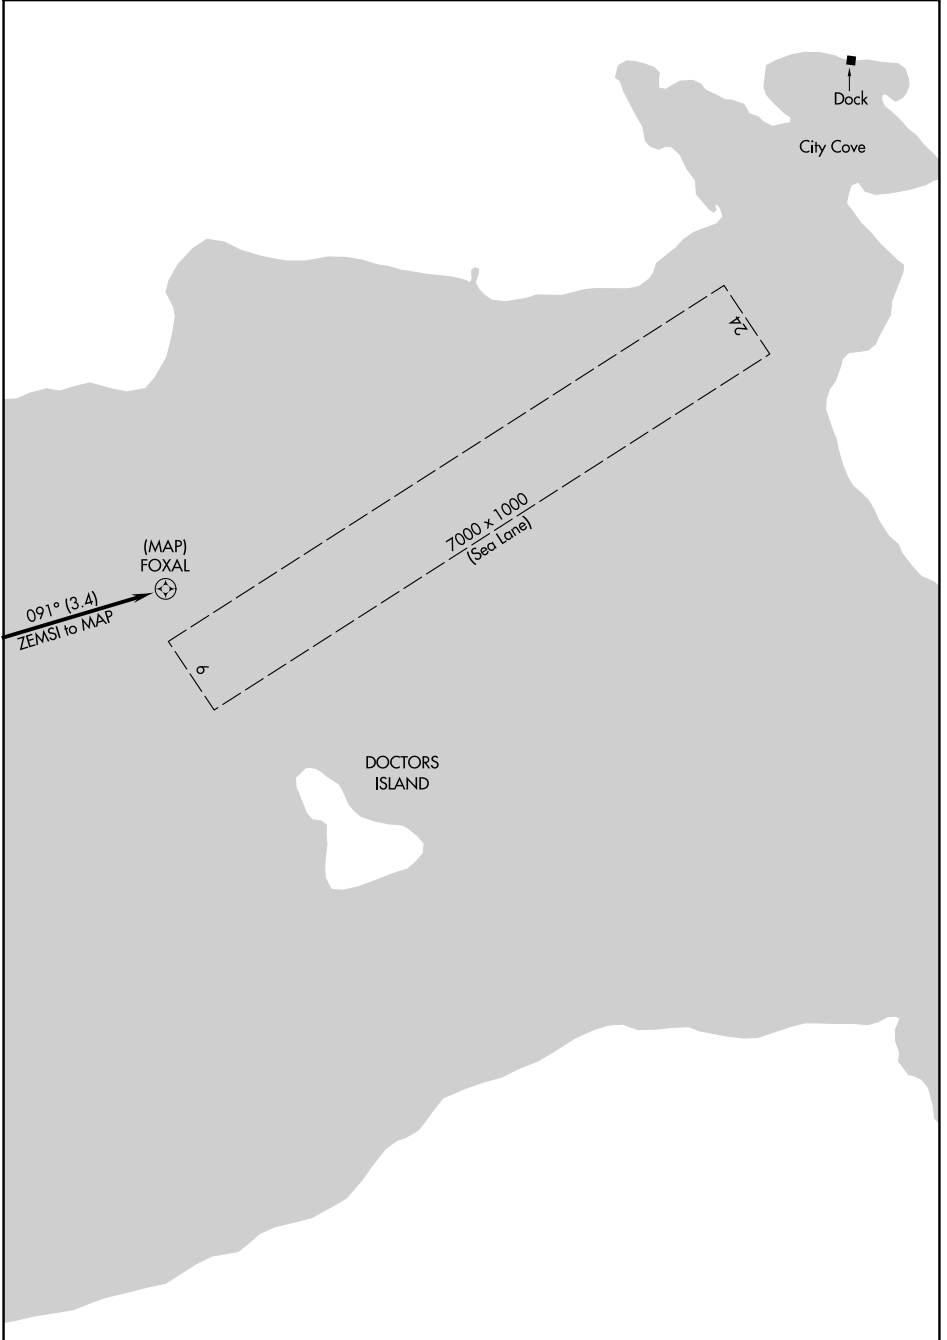 Dock
City Cove
24
7000 x 1000
(Sea Lane)
(MAP)
FOXAL
091° (3.4)
ZEMSI to MAP
6
DOCTORS
ISLAND